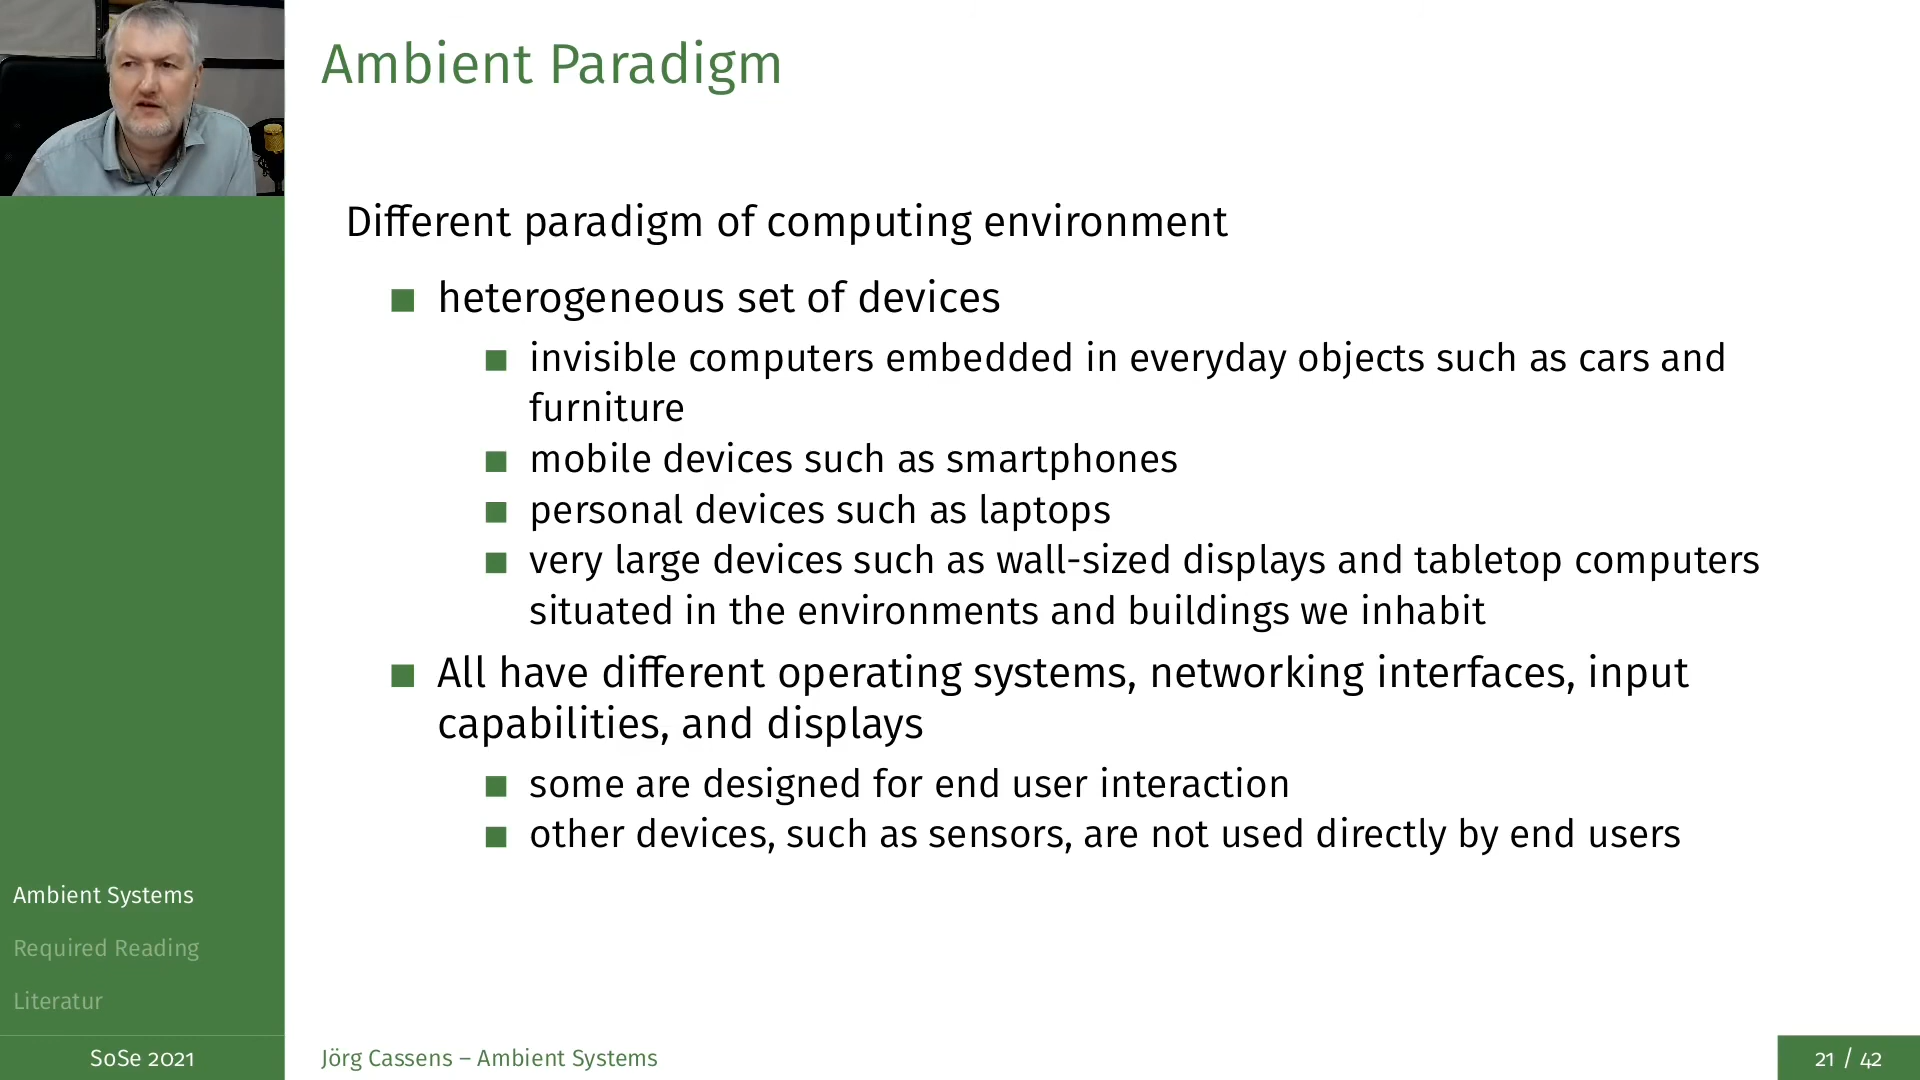 Ambient Paradigm
Different paradigm of computing environment
heterogeneous set of devices
invisible computers embedded in everyday objects such as cars and
furniture
mobile devices such as smartphones
personal devices such as laptops
very large devices such as wall-sized displays and tabletop computers
situated in the environments and buildings we inhabit
All have different operating systems, networking interfaces, input
capabilities, and displays
some are designed for end user interaction
other devices, such as sensors, are not used directly by end users
Ambient Systems
Required Reading
Literatur
SoSe 2021
Jörg Cassens – Ambient Systems
21 / 42